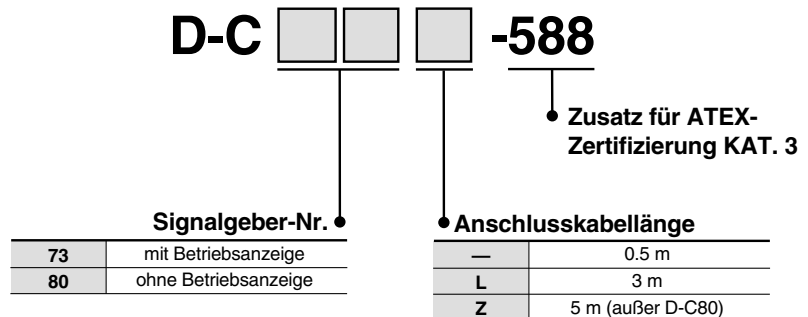 D-C -588
Zusatz für ATEX-
Zertifizierung KAT. 3
Signalgeber-Nr.
73 mit Betriebsanzeige
80 ohne Betriebsanzeige
Anschlusskabellänge
— 0.5 m
L 3 m
Z 5 m (außer D-C80)